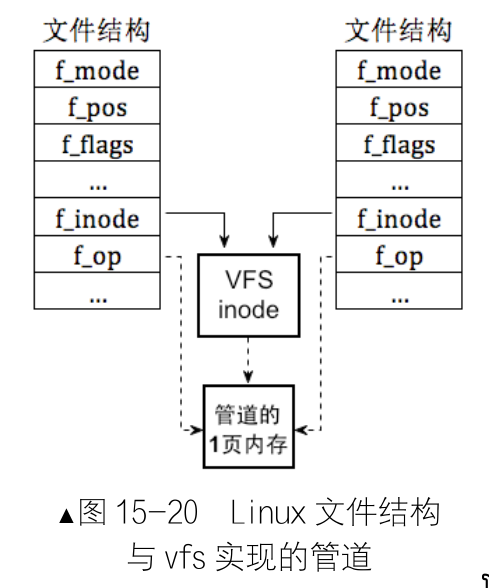 文件结构
f_mode
f_pos
f_flags
...
f_inode
f_op
...
文件结构
f_mode
f_pos
f_flags
...
f_inode
f_op
...
VFS
inode
管道的
1页内存
▲图 15-20 Linux 文件结构
与 vfs 实现的管道